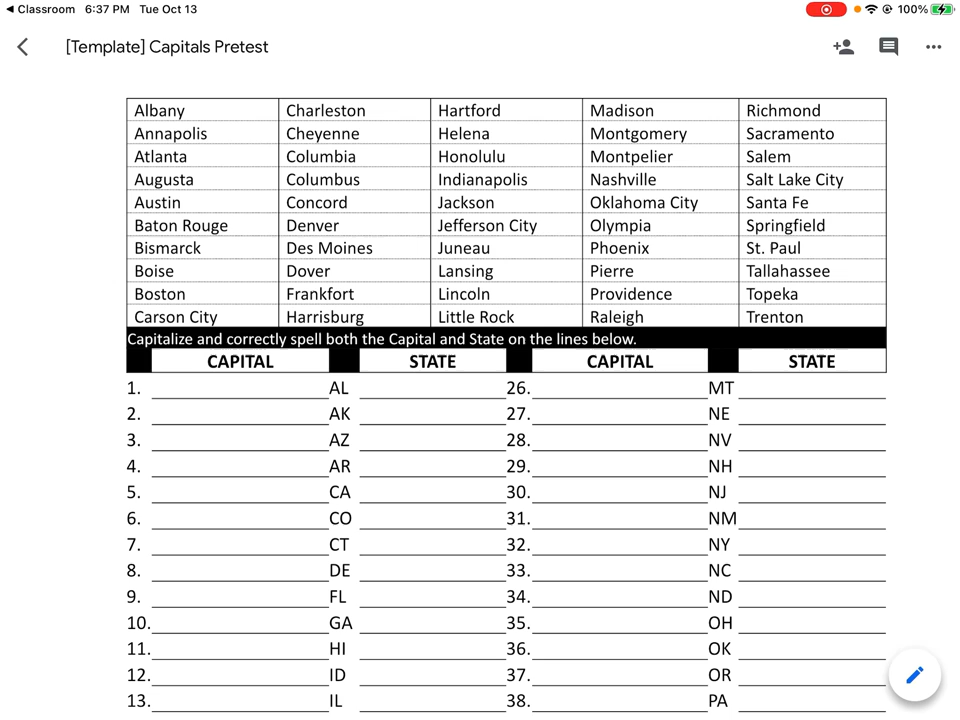 ◀ Classroom 6:37 PM Tue Oct 13 100%
[Template] Capitals Pretest
Albany Charleston Hartford Madison Richmond
Annapolis Cheyenne Helena Montgomery Sacramento
Atlanta Columbia Honolulu Montpelier Salem
Augusta Columbus Indianapolis Nashville Salt Lake City
Austin Concord Jackson Oklahoma City Santa Fe
Baton Rouge Denver Jefferson City Olympia Springfield
Bismarck Des Moines Juneau Phoenix St. Paul
Boise Dover Lansing Pierre Tallahassee
Boston Frankfort Lincoln Providence Topeka
Carson City Harrisburg Little Rock Raleigh Trenton
Capitalize and correctly spell both the Capital and State on the lines below.
CAPITAL STATE CAPITAL STATE
1. AL 26. MT
2. AK 27. NE
3. AZ 28. NV
4. AR 29. NH
5. CA 30. NJ
6. CO 31. NM
7. CT 32. NY
8. DE 33. NC
9. FL 34. ND
10. GA 35. OH
11. HI 36. OK
12. ID 37. OR
13. IL 38. PA